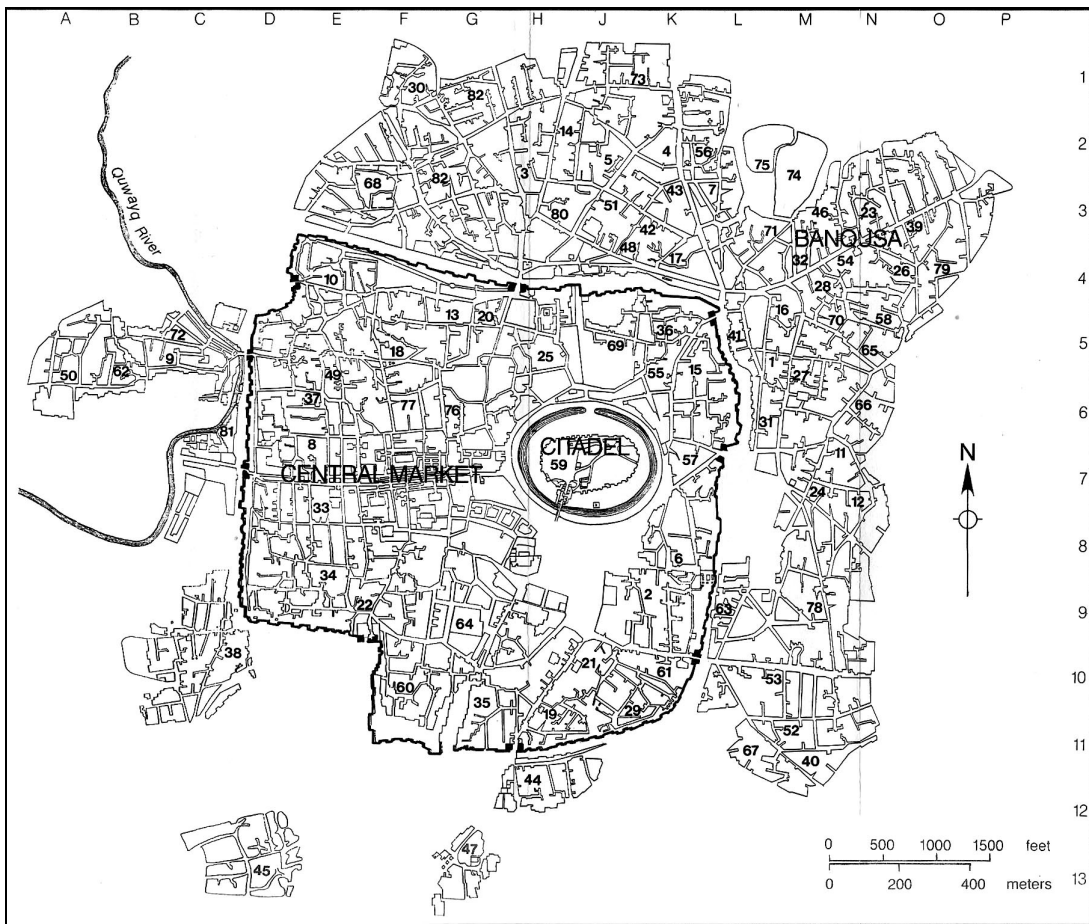 A B C D E F G H J K L M N O P
1
30 82 73
14
2
4 56
5 75
3 82 74
68 43 7
51 46 23
3
80 42 71 39
BANQUSA
48 32 54
17 26 79
4
10 28
13 20 16 58
36 41 70
72 69
9 18 25 1 65
5
50 62 49 55 15 27
37 77 76 66
6
31
81 8 CITADEL 11
59 57
CENTRAL MARKET
7
24 12
33
8
6
34
22 2 63 78
9
64
38 21 61 53
10
60 35 19 29
52
11
67 40
44
12
47
45
13
Quwayq River
N
0 500 1000 1500 feet
0 200 400 meters